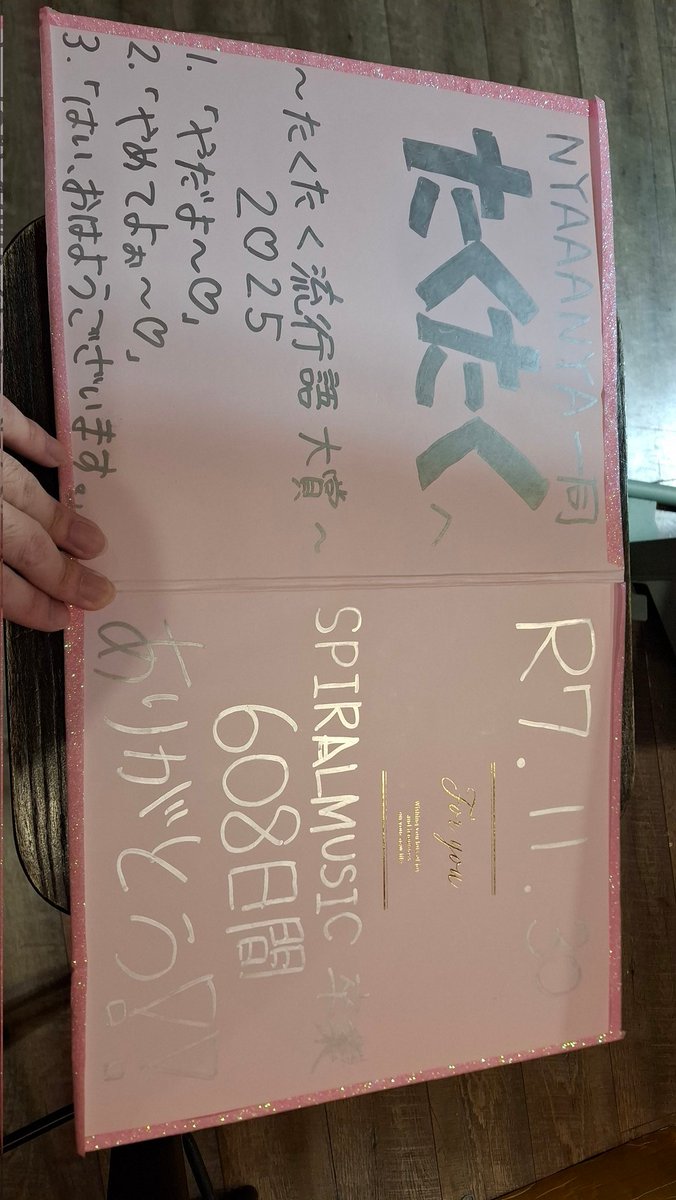 NYAAANYA一同
たくたくへ
〜たくたく流行語大賞〜
2025
1.「やだよ〜♡」
2.「やめてよぉ〜♡」
3.「はい、おはようございます。」
R7.11.30
For you
SPIRALMUSIC 卒業
608日間
ありがとう!!